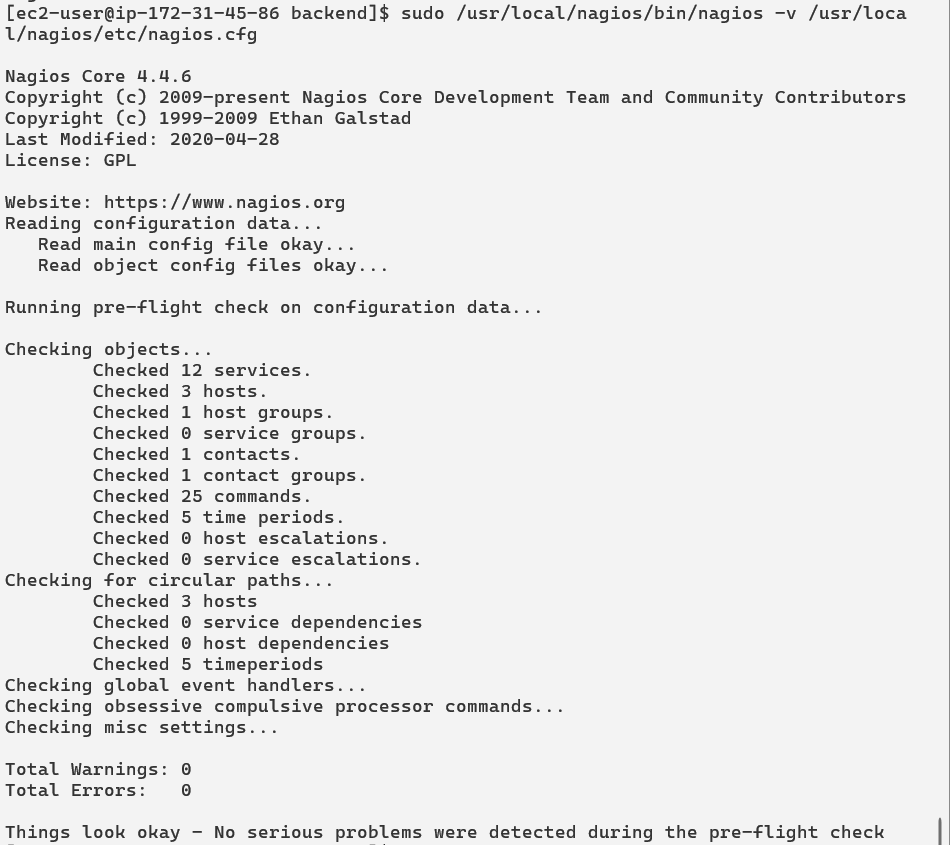 [ec2-user@ip-172-31-45-86 backend]$ sudo /usr/local/nagios/bin/nagios -v /usr/loca
l/nagios/etc/nagios.cfg
Nagios Core 4.4.6
Copyright (c) 2009-present Nagios Core Development Team and Community Contributors
Copyright (c) 1999-2009 Ethan Galstad
Last Modified: 2020-04-28
License: GPL
Website: https://www.nagios.org
Reading configuration data...
   Read main config file okay...
   Read object config files okay...
Running pre-flight check on configuration data...
Checking objects...
        Checked 12 services.
        Checked 3 hosts.
        Checked 1 host groups.
        Checked 0 service groups.
        Checked 1 contacts.
        Checked 1 contact groups.
        Checked 25 commands.
        Checked 5 time periods.
        Checked 0 host escalations.
        Checked 0 service escalations.
Checking for circular paths...
        Checked 3 hosts
        Checked 0 service dependencies
        Checked 0 host dependencies
        Checked 5 timeperiods
Checking global event handlers...
Checking obsessive compulsive processor commands...
Checking misc settings...
Total Warnings: 0
Total Errors:   0
Things look okay - No serious problems were detected during the pre-flight check